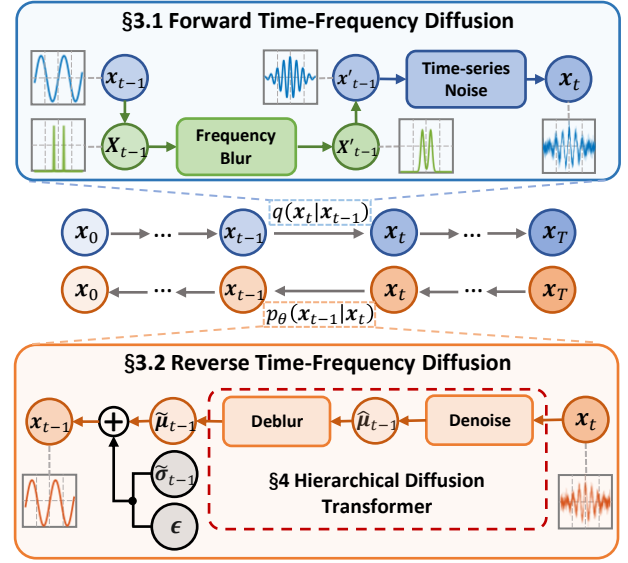 §3.1 Forward Time-Frequency Diffusion
x_{t−1} x'_{t−1} Time-series Noise x_t
X_{t−1} Frequency Blur X'_{t−1}
q(x_t|x_{t−1})
x_0 ... x_{t−1} x_t ... x_T
x_0 ... x_{t−1} x_t ... x_T
p_θ(x_{t−1}|x_t)
§3.2 Reverse Time-Frequency Diffusion
x_{t−1} + μ̃_{t−1} Deblur μ̂_{t−1} Denoise x_t
σ̃_{t−1}
§4 Hierarchical Diffusion
Transformer
ϵ